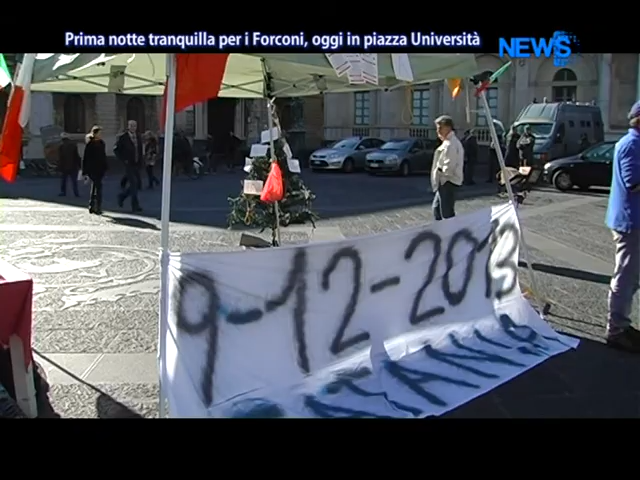 Prima notte tranquilla per i Forconi, oggi in piazza Università
NEWS
9-12-2013